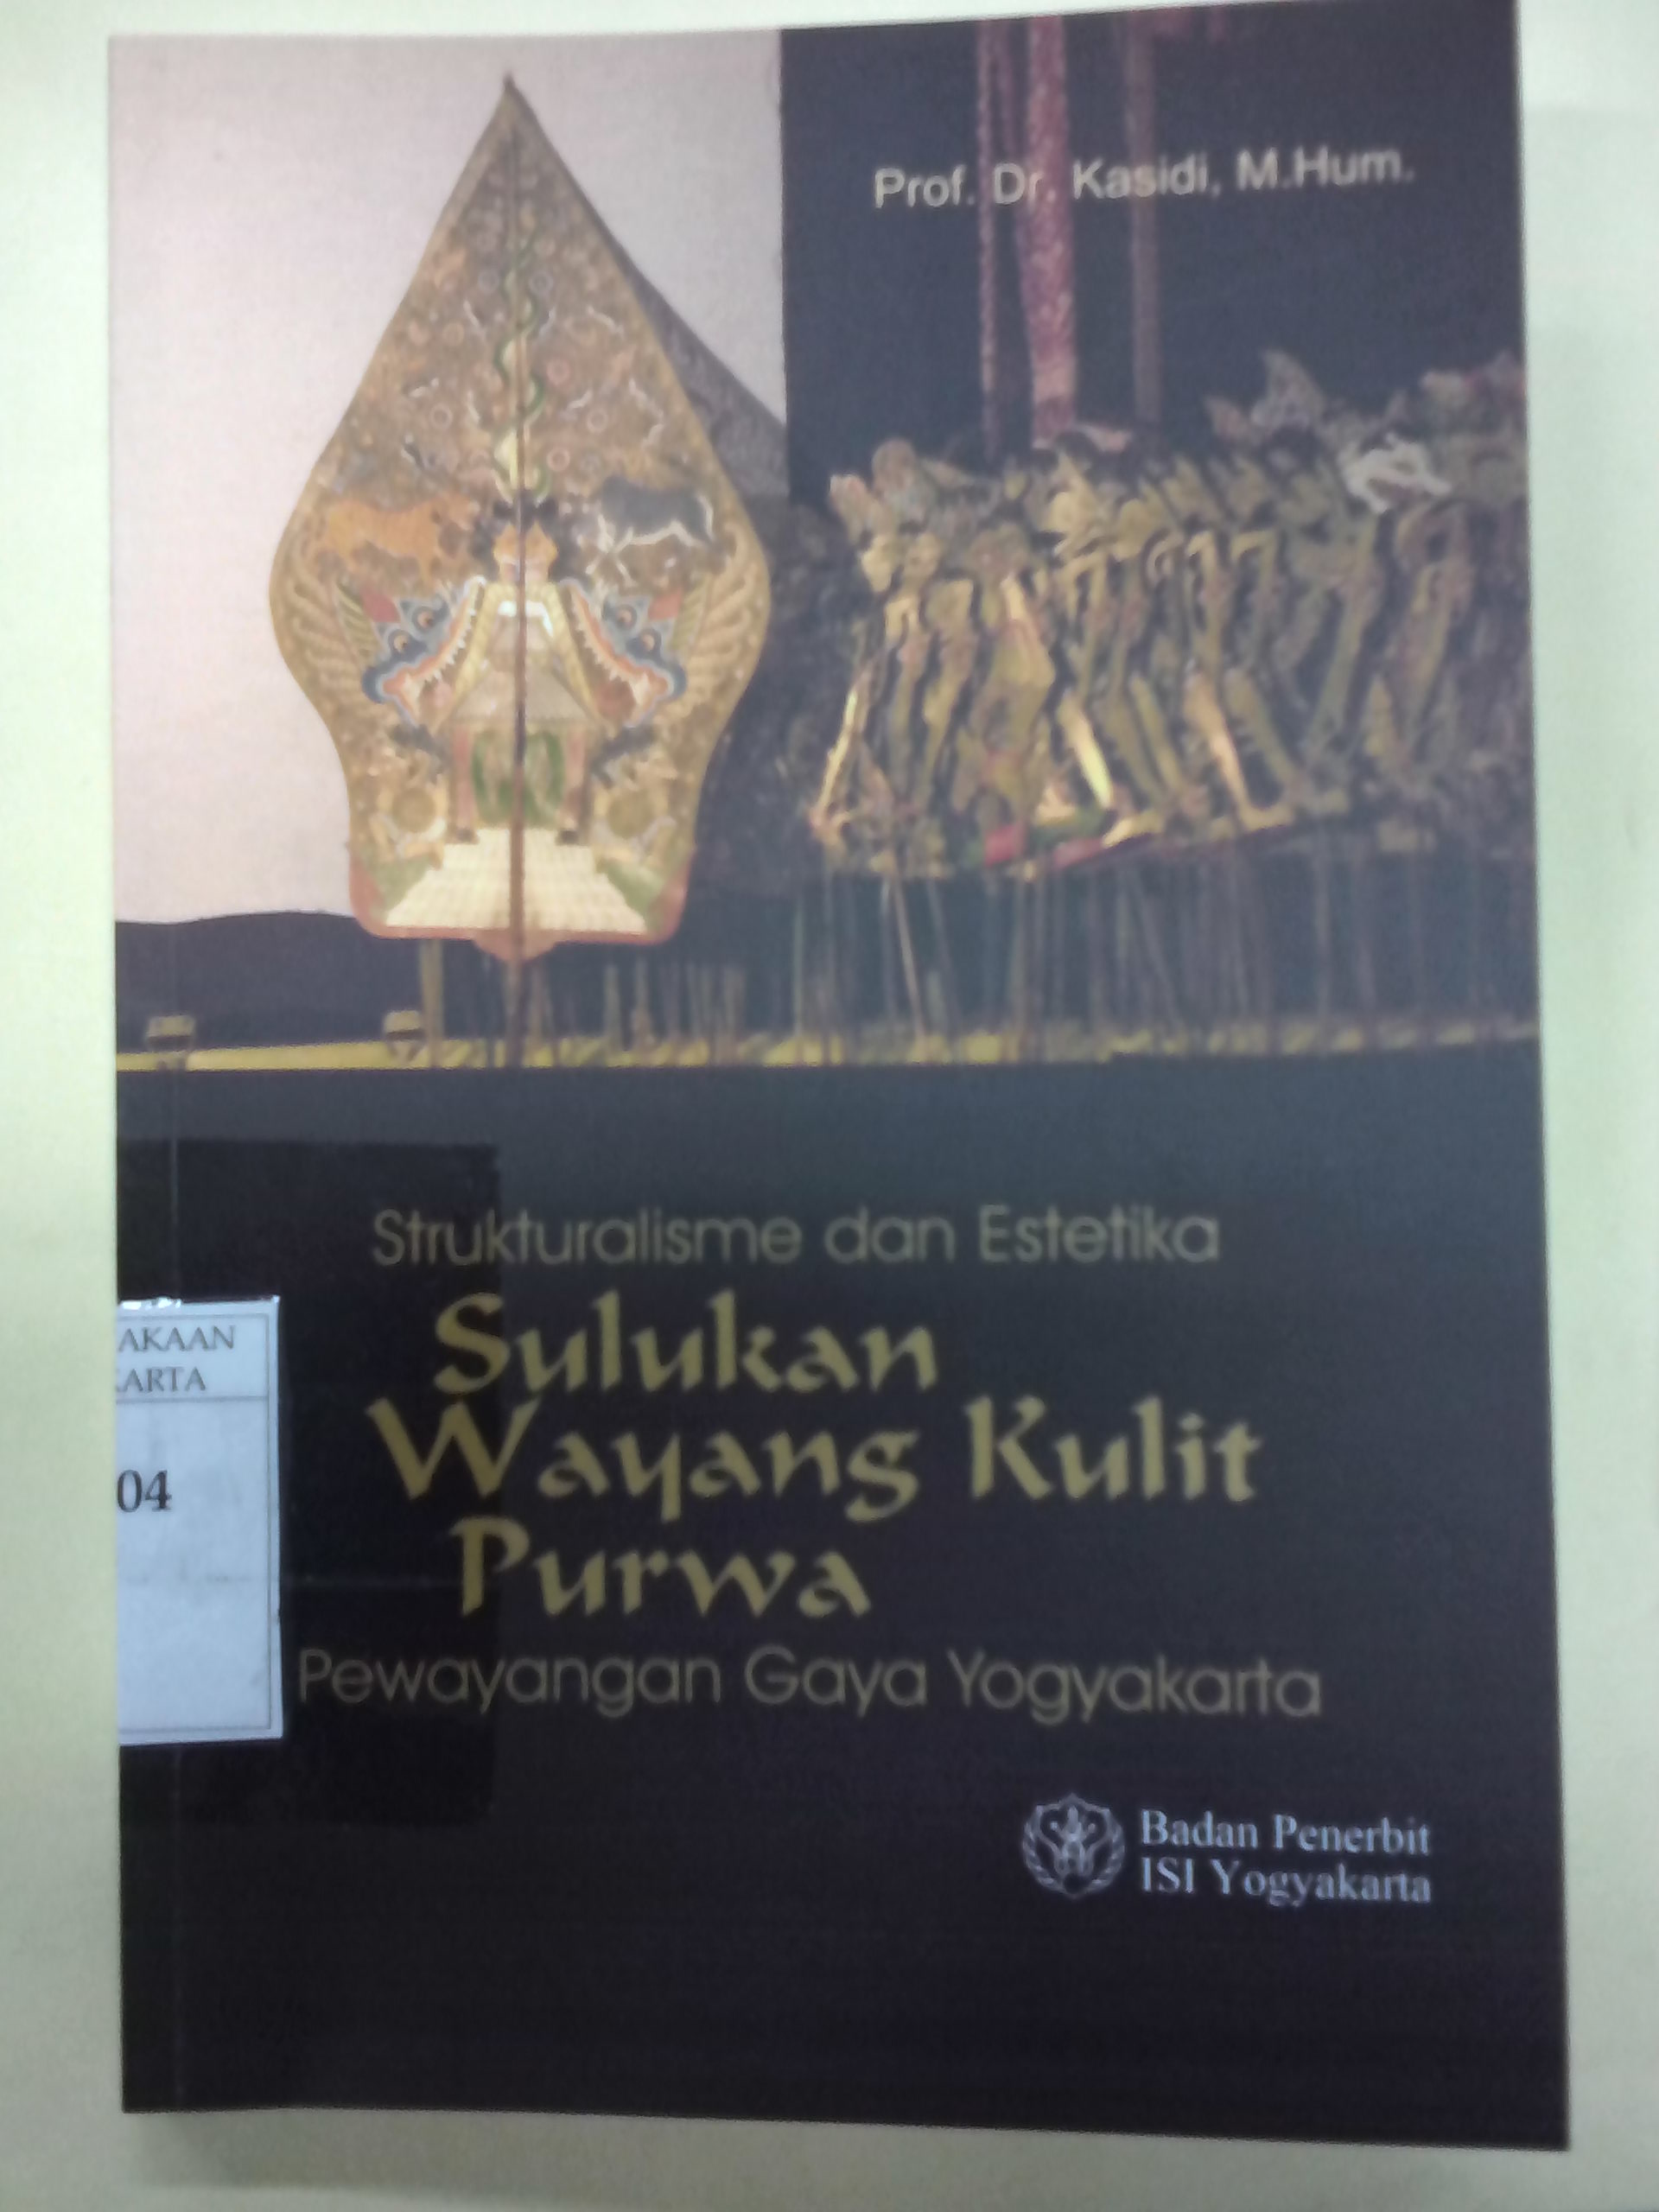 Prof. Dr. Kasidi, M.Hum.
Strukturalisme dan Estetika
Sulukan
Wayang Kulit
Purwa
Pewayangan Gaya Yogyakarta
AKAAN
KARTA
04
Badan Penerbit
ISI Yogyakarta